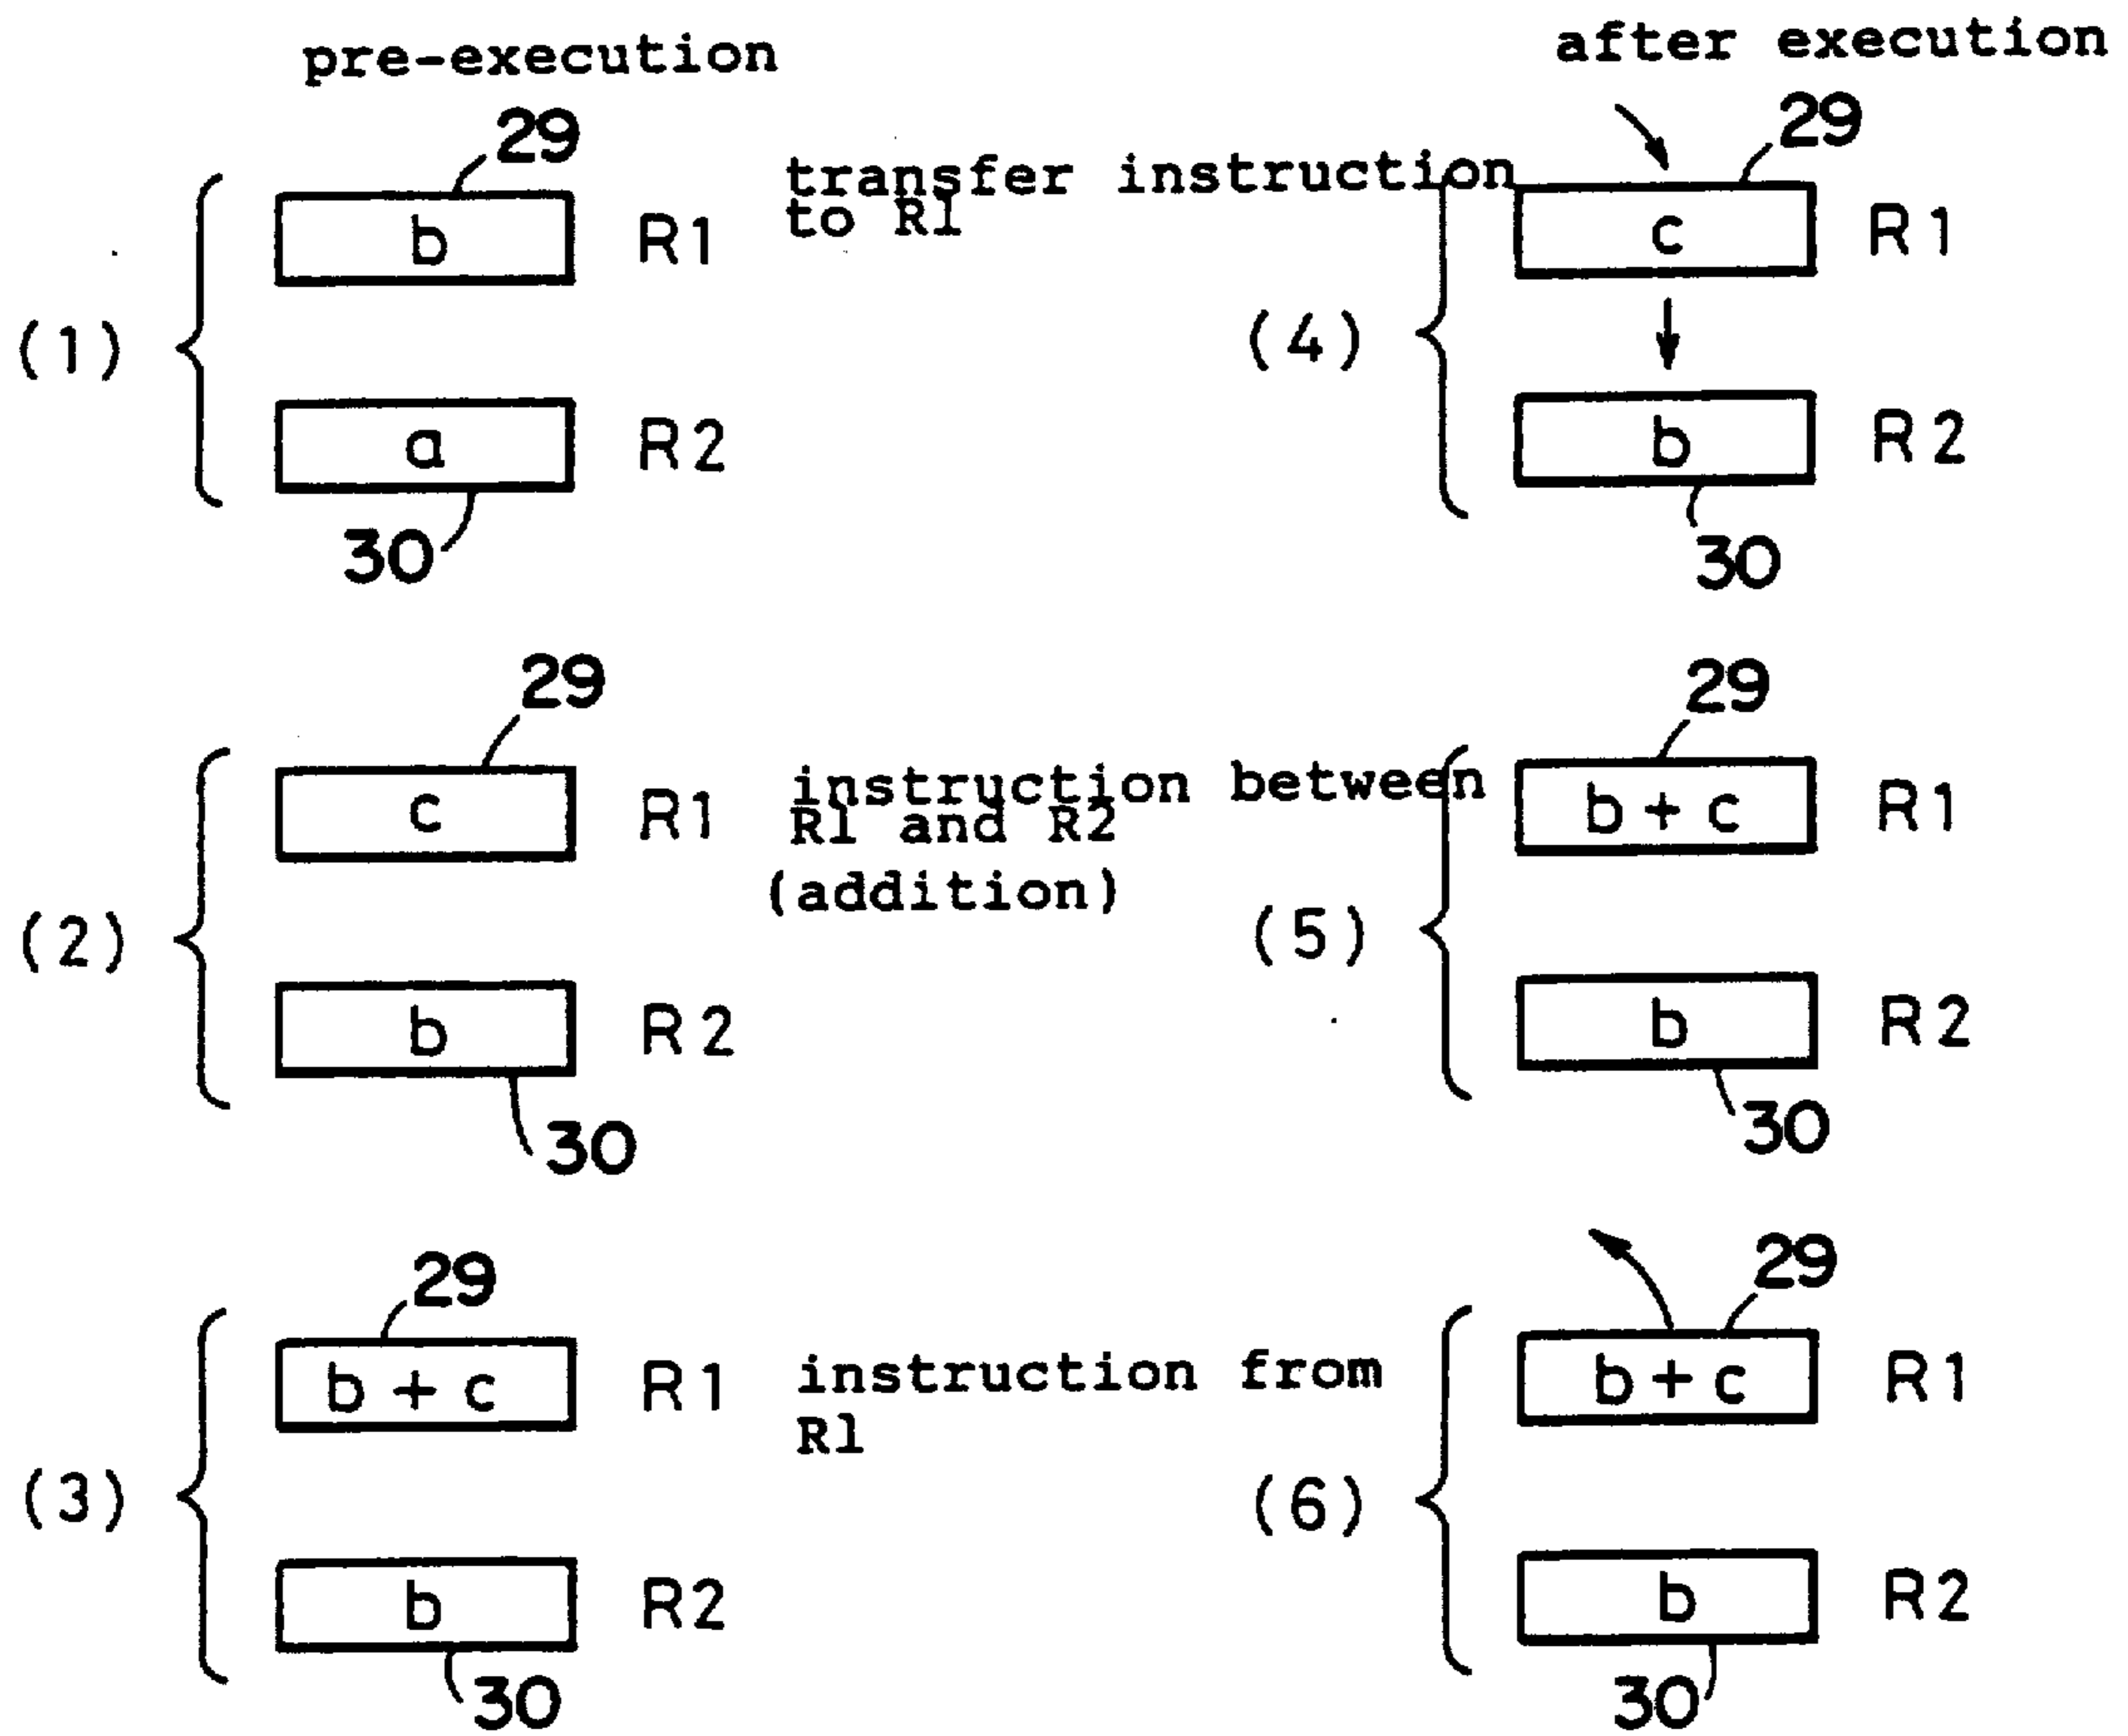 pre-execution
after execution
29
b R1
(1)
a R2
30
transfer instruction
to R1
29
c R1
(4)
b R2
30
29
c R1
(2)
b R2
30
instruction between
R1 and R2
(addition)
29
b + c R1
(5)
b R2
30
29
b + c R1
(3)
b R2
30
instruction from
R1
29
b + c R1
(6)
b R2
30